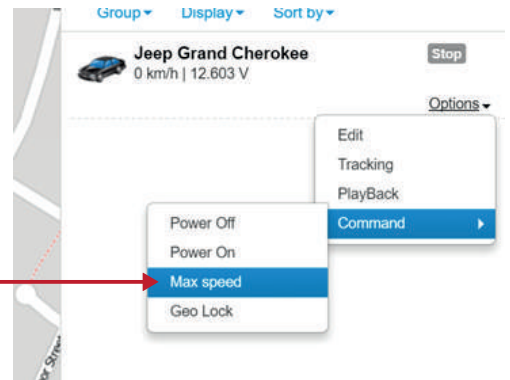 Group Display Sort by
Jeep Grand Cherokee
Stop
0 km/h | 12.603 V
Options
Edit
Tracking
PlayBack
Command
Power Off
Power On
Max speed
Geo Lock